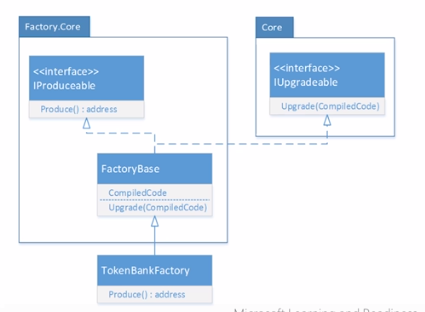 Factory.Core
<<interface>>
IProduceable
Produce() : address
Core
<<interface>>
IUpgradeable
Upgrade(CompiledCode)
FactoryBase
CompiledCode
Upgrade(CompiledCode)
TokenBankFactory
Produce() : address
Microsoft Learning and Readiness